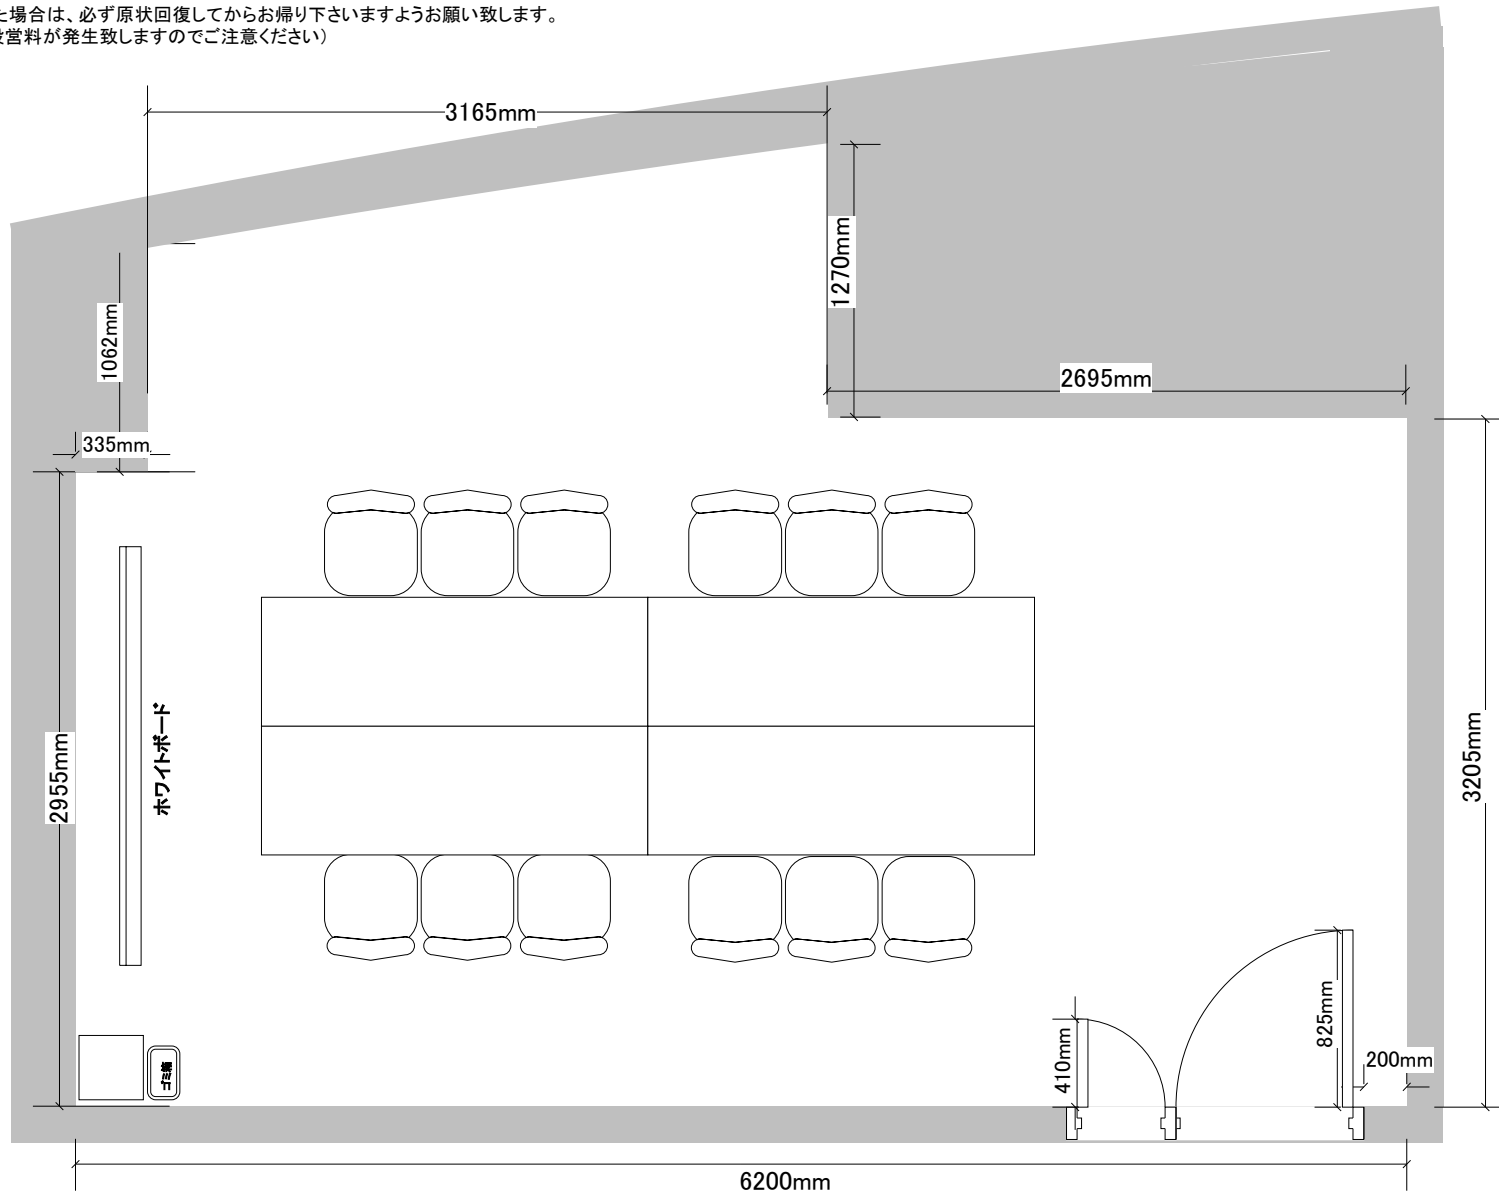 た場合は、必ず原状回復してからお帰り下さいますようお願い致します。
営料が発生致しますのでご注意ください)
3165mm
1270mm
1062mm
2695mm
335mm
2955mm
ホワイトボード
3205mm
825mm
410mm
200mm
ゴミ箱
6200mm